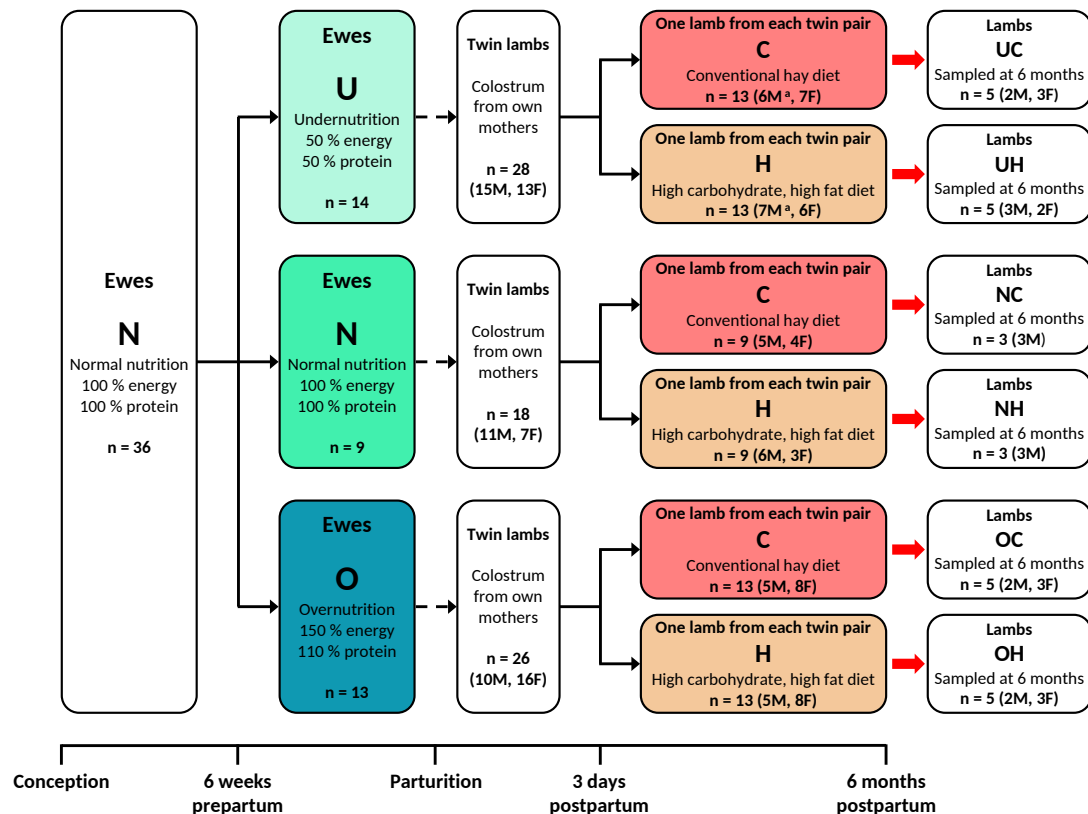 Ewes
N
Normal nutrition
100 % energy
100 % protein
n = 36
Ewes
U
Undernutrition
50 % energy
50 % protein
n = 14
Twin lambs
Colostrum
from own
mothers
n = 28
(15M, 13F)
One lamb from each twin pair
C
Conventional hay diet
n = 13 (6M ª, 7F)
One lamb from each twin pair
H
High carbohydrate, high fat diet
n = 13 (7M ª, 6F)
Lambs
UC
Sampled at 6 months
n = 5 (2M, 3F)
Lambs
UH
Sampled at 6 months
n = 5 (3M, 2F)
Ewes
N
Normal nutrition
100 % energy
100 % protein
n = 9
Twin lambs
Colostrum
from own
mothers
n = 18
(11M, 7F)
One lamb from each twin pair
C
Conventional hay diet
n = 9 (5M, 4F)
One lamb from each twin pair
H
High carbohydrate, high fat diet
n = 9 (6M, 3F)
Lambs
NC
Sampled at 6 months
n = 3 (3M)
Lambs
NH
Sampled at 6 months
n = 3 (3M)
Ewes
O
Overnutrition
150 % energy
110 % protein
n = 13
Twin lambs
Colostrum
from own
mothers
n = 26
(10M, 16F)
One lamb from each twin pair
C
Conventional hay diet
n = 13 (5M, 8F)
One lamb from each twin pair
H
High carbohydrate, high fat diet
n = 13 (5M, 8F)
Lambs
OC
Sampled at 6 months
n = 5 (2M, 3F)
Lambs
OH
Sampled at 6 months
n = 5 (2M, 3F)
Conception
6 weeks
prepartum
Parturition
3 days
postpartum
6 months
postpartum